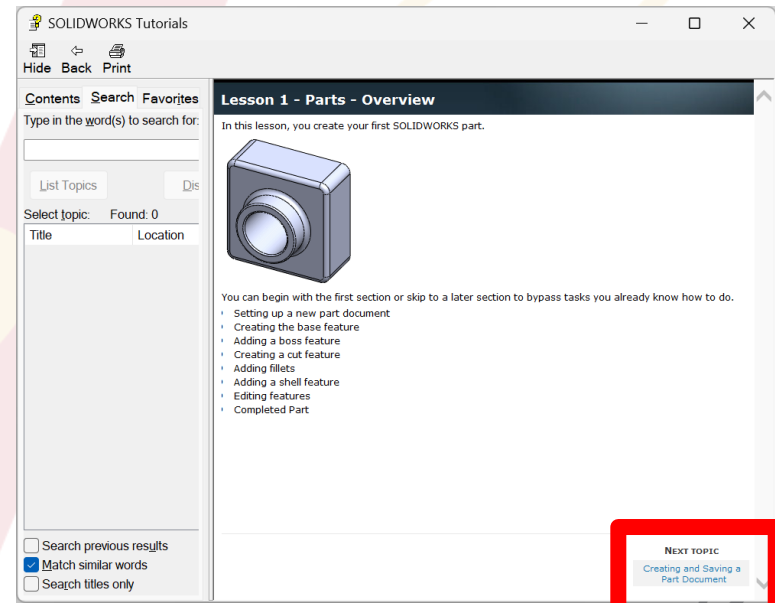 SOLIDWORKS Tutorials
Hide Back Print
Contents Search Favorites
Type in the word(s) to search for:
List Topics Dis
Select topic: Found: 0
Title Location
Search previous results
Match similar words
Search titles only
Lesson 1 - Parts - Overview
In this lesson, you create your first SOLIDWORKS part.
You can begin with the first section or skip to a later section to bypass tasks you already know how to do.
Setting up a new part document
Creating the base feature
Adding a boss feature
Creating a cut feature
Adding fillets
Adding a shell feature
Editing features
Completed Part
NEXT TOPIC
Creating and Saving a
Part Document